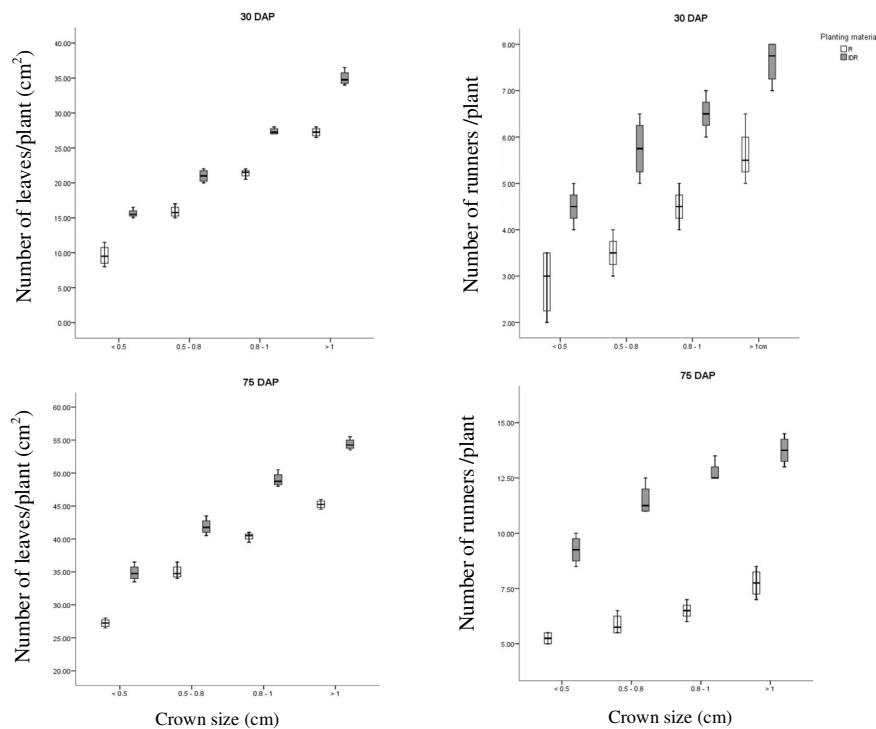 30 DAP
Number of leaves/plant (cm²)
40.00
35.00
30.00
25.00
20.00
15.00
10.00
5.00
0.00
< 0.5
0.5 - 0.8
0.8 - 1
> 1
30 DAP
Planting material
R
IDR
Number of runners /plant
8.00
7.00
6.00
5.00
4.00
3.00
2.00
< 0.5
0.5 - 0.8
0.8 - 1
> 1cm
75 DAP
Number of leaves/plant (cm²)
60.00
55.00
50.00
45.00
40.00
35.00
30.00
25.00
20.00
< 0.5
0.5 - 0.8
0.8 - 1
> 1
Crown size (cm)
75 DAP
Number of runners /plant
15.00
12.50
10.00
7.50
5.00
< 0.5
0.5 - 0.8
0.8 - 1
> 1
Crown size (cm)